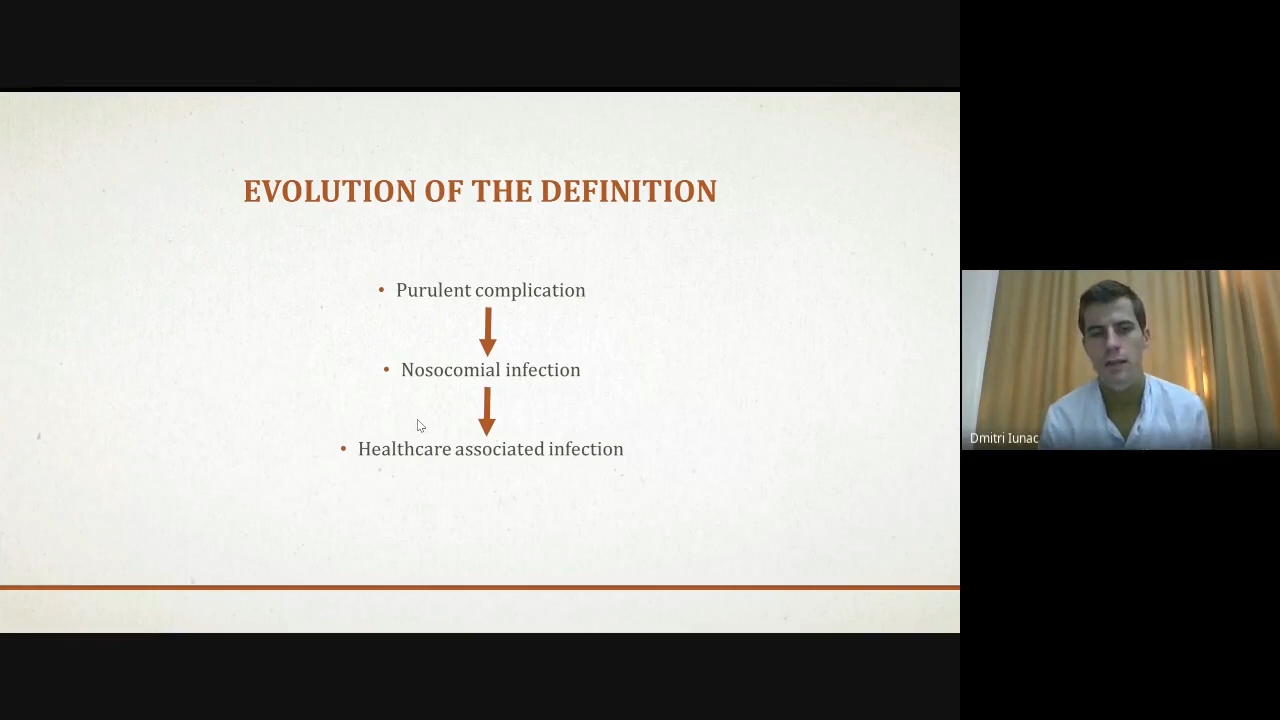 EVOLUTION OF THE DEFINITION
• Purulent complication
• Nosocomial infection
• Healthcare associated infection
Dmitri Iunac